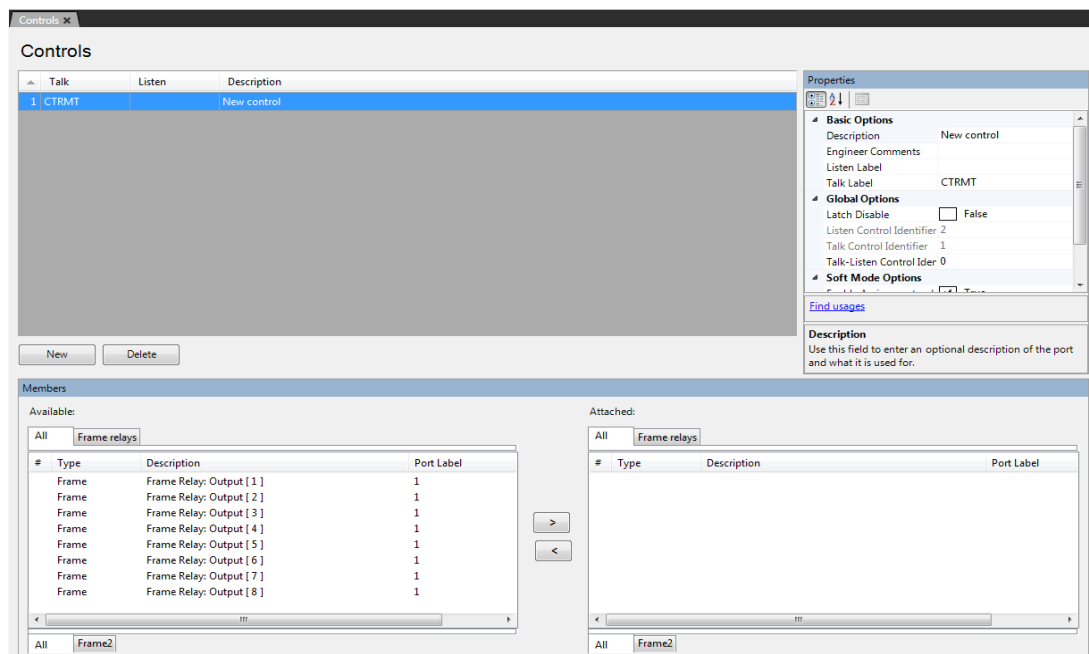 Controls
Controls
Talk Listen Description
1 CTRMT New control
New Delete
Properties
Basic Options
Description New control
Engineer Comments
Listen Label
Talk Label CTRMT
Global Options
Latch Disable False
Listen Control Identifier 2
Talk Control Identifier 1
Talk-Listen Control Iden 0
Soft Mode Options
True
Find usages
Description
Use this field to enter an optional description of the port
and what it is used for.
Members
Available:
All Frame relays
# Type Description Port Label
Frame Frame Relay: Output [ 1 ] 1
Frame Frame Relay: Output [ 2 ] 1
Frame Frame Relay: Output [ 3 ] 1
Frame Frame Relay: Output [ 4 ] 1
Frame Frame Relay: Output [ 5 ] 1
Frame Frame Relay: Output [ 6 ] 1
Frame Frame Relay: Output [ 7 ] 1
Frame Frame Relay: Output [ 8 ] 1
All Frame2
>
<
Attached:
All Frame relays
# Type Description Port Label
All Frame2